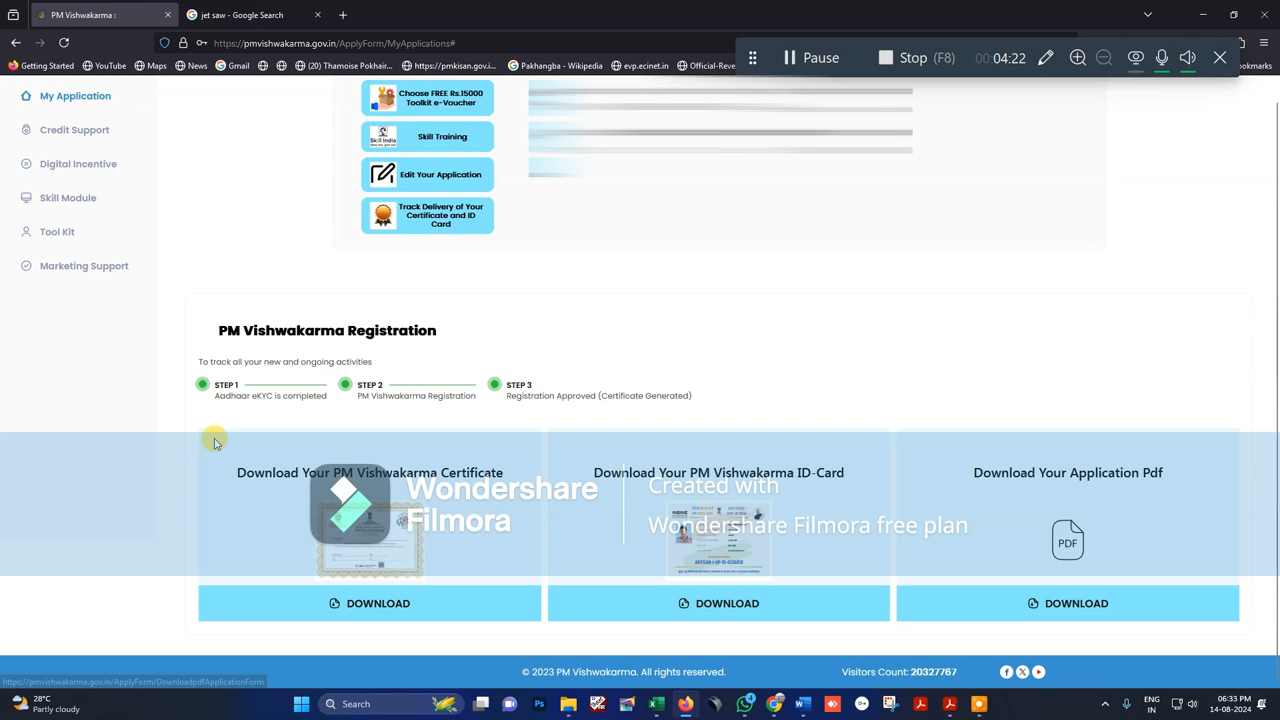 PM Vishwakarma :
jet saw - Google Search
https://pmvishwakarma.gov.in/ApplyForm/MyApplications#
Pause
Stop (F8)
00:04:22
Getting Started
YouTube
Maps
News
Gmail
(2) Thamoise Pokhair...
https://pmkisan.gov.i...
Pakhangba - Wikipedia
evp.ecinet.in
Official-Reve
okmarks
My Application
Credit Support
Digital Incentive
Skill Module
Tool Kit
Marketing Support
Choose FREE Rs.15000
Toolkit e-Voucher
Skill India
Skill Training
Edit Your Application
Track Delivery of Your
Certificate and ID
Card
PM Vishwakarma Registration
To track all your new and ongoing activities
STEP 1
Aadhaar eKYC is completed
STEP 2
PM Vishwakarma Registration
STEP 3
Registration Approved (Certificate Generated)
Download Your PM Vishwakarma Certificate
Download Your PM Vishwakarma ID-Card
Download Your Application Pdf
Wondershare
Filmora
Created with
Wondershare Filmora free plan
PDF
DOWNLOAD
DOWNLOAD
DOWNLOAD
© 2023 PM Vishwakarma. All rights reserved.
Visitors Count: 20327767
https://pmvishwakarma.gov.in/ApplyForm/DownloadpdfApplicationForm
28°C
Partly cloudy
Search
ENG
IN
06:33 PM
14-08-2024